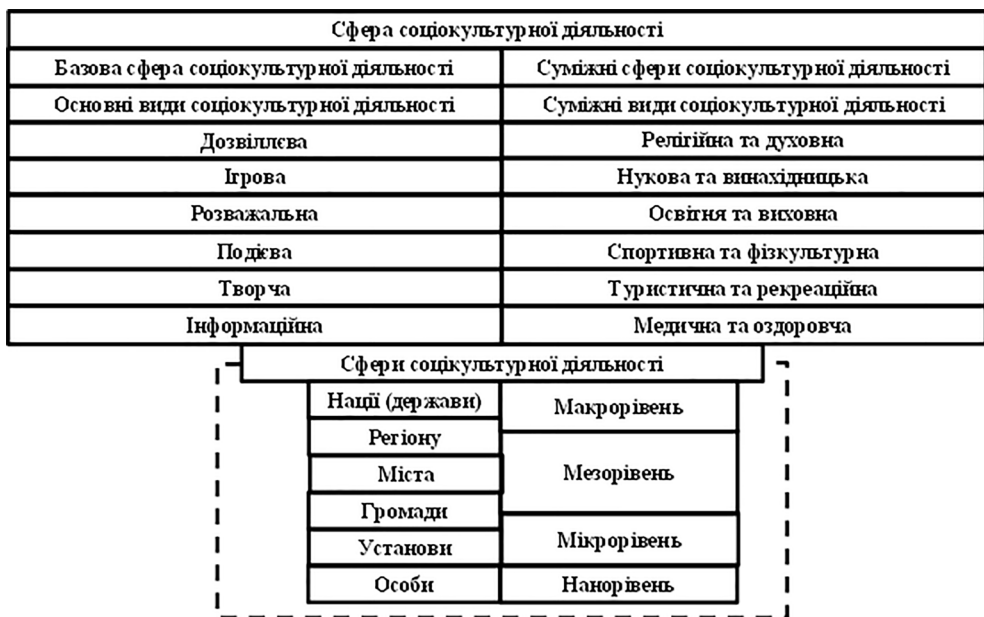 Сфера соціокультурної діяльності
Базова сфера соціокультурної діяльності
Суміжні сфери соціокультурної діяльності
Основні види соціокультурної діяльності
Суміжні види соціокультурної діяльності
Дозвіллєва
Релігійна та духовна
Ігрова
Нукова та винахідницька
Розважальна
Освітня та виховна
Подієва
Спортивна та фізкультурна
Творча
Туристична та рекреаційна
Інформаційна
Медична та оздоровча
Сфери соцікультурної діяльності
Нації (держави)
Макрорівень
Регіону
Міста
Мезорівень
Громади
Установи
Мікрорівень
Особи
Нанорівень